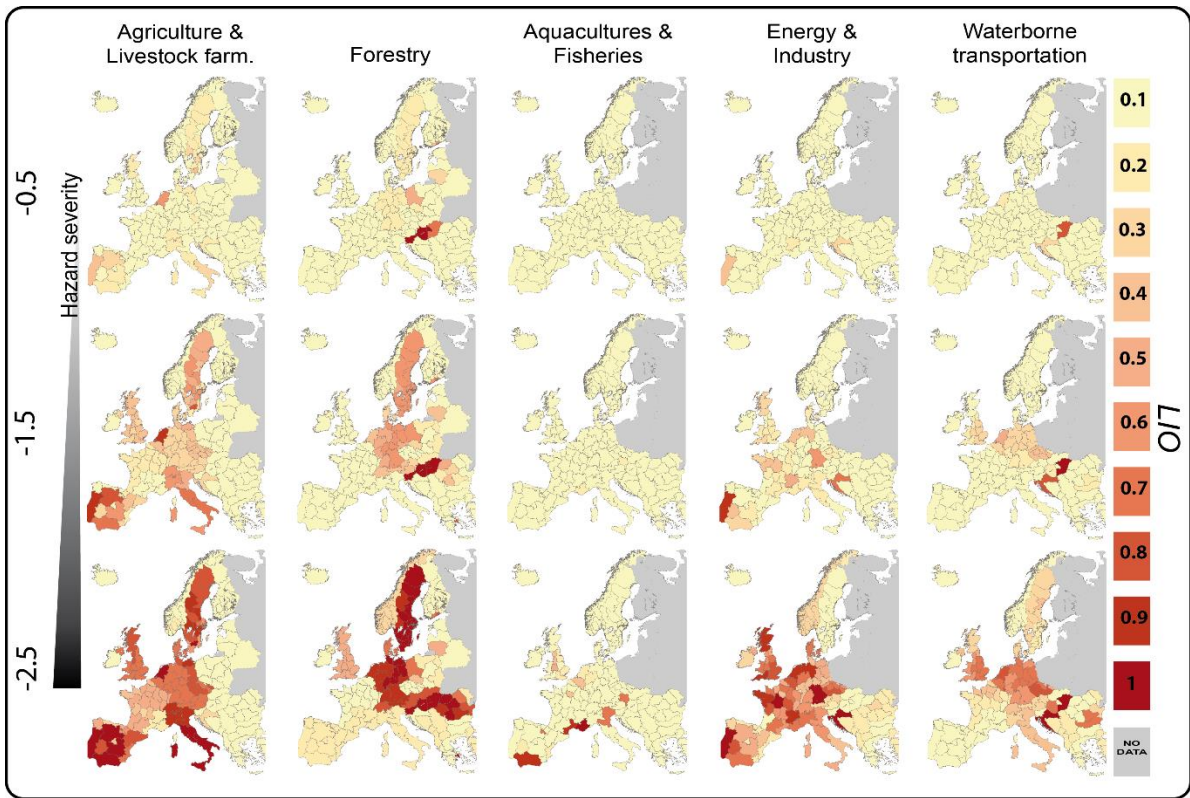 Agriculture &
Livestock farm.
Forestry
Aquacultures &
Fisheries
Energy &
Industry
Waterborne
transportation
-0.5
-1.5
-2.5
Hazard severity
0.1
0.2
0.3
0.4
0.5
0.6
0.7
0.8
0.9
1
NO
DATA
LIO